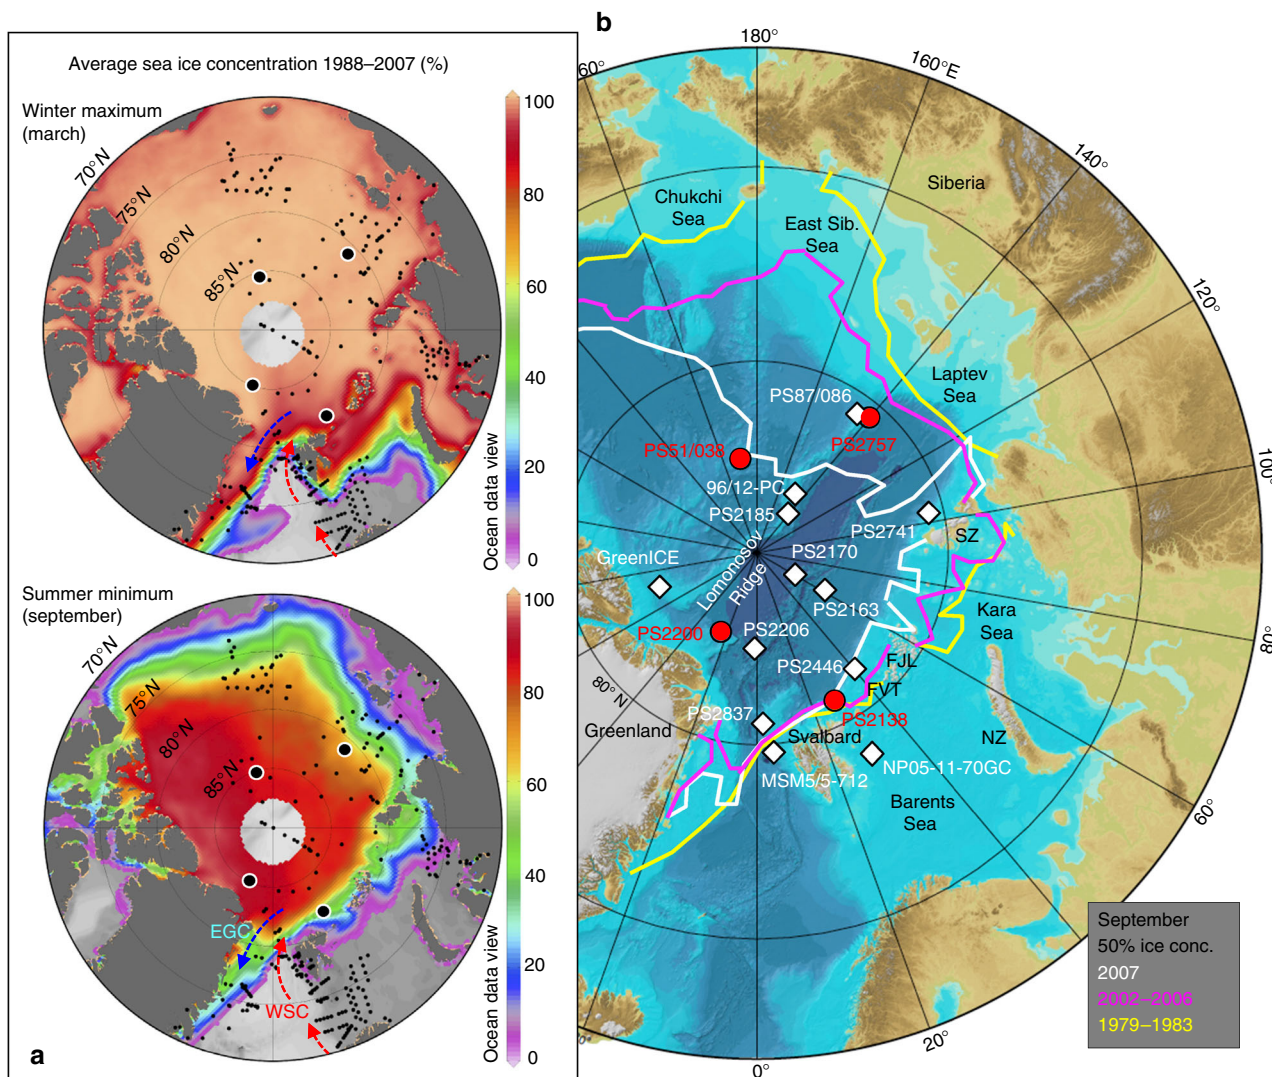 Average sea ice concentration 1988–2007 (%)
Winter maximum
(march)
70°N
75°N
80°N
85°N
100
80
60
40
20
0
Ocean data view
Summer minimum
(september)
70°N
75°N
80°N
85°N
EGC
WSC
100
80
60
40
20
0
Ocean data view
a
b
180°
60°
160°E
140°
120°
100°
80°
60°
20°
0°
Chukchi
Sea
East Sib.
Sea
Siberia
Laptev
Sea
PS87/086
PS2757
PS51/038
96/12-PC
PS2185
PS2741
SZ
Lomonosov
Ridge
PS2170
GreenICE
PS2163
Kara
Sea
PS2200
PS2206
PS2446
FJL
FVT
80°N
PS2837
PS2138
Greenland
Svalbard
NZ
MSM5/5-712
NP05-11-70GC
Barents
Sea
September
50% ice conc.
2007
2002–2006
1979–1983